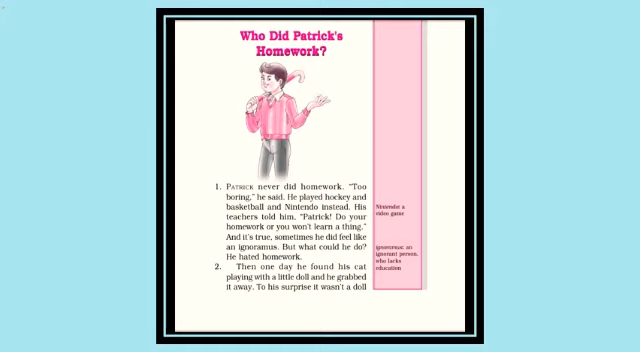 Who Did Patrick's
Homework?
1. PATRICK never did homework. "Too
boring," he said. He played hockey and
basketball and Nintendo instead. His
teachers told him, "Patrick! Do your
homework or you won't learn a thing."
And it's true, sometimes he did feel like
an ignoramus. But what could he do?
He hated homework.
2. Then one day he found his cat
playing with a little doll and he grabbed
it away. To his surprise it wasn't a doll
Nintendo: a
video game
ignoramus: an
ignorant person,
who lacks
education